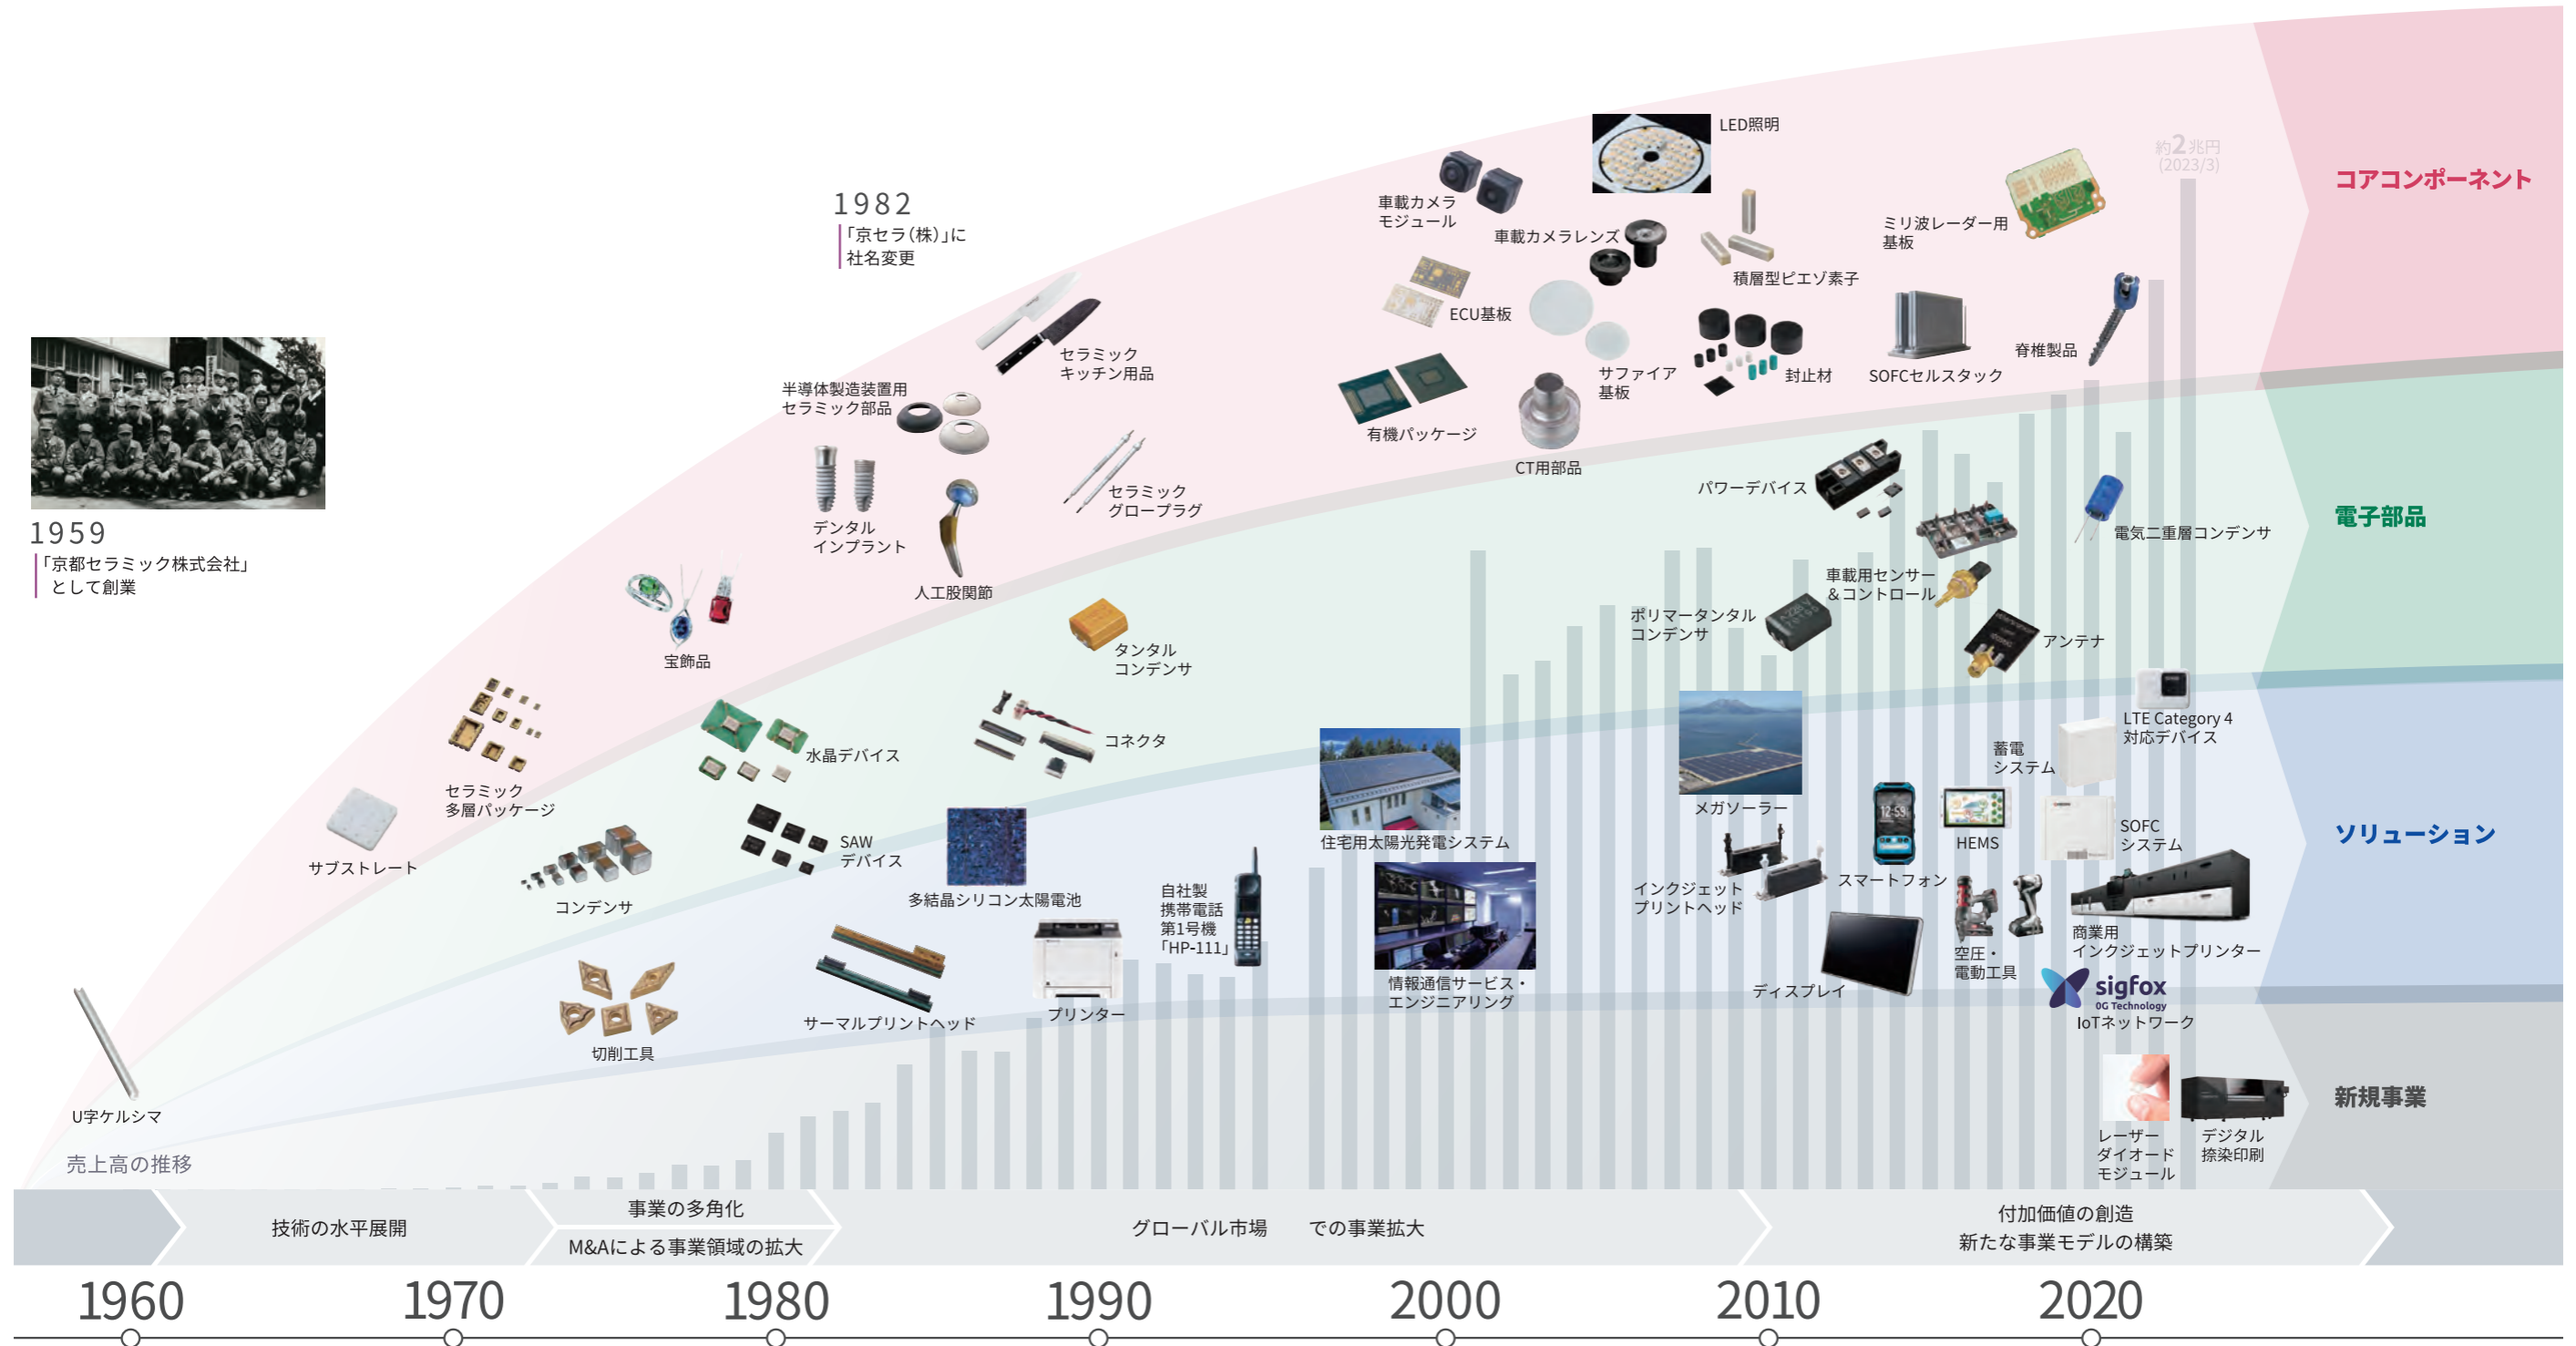 1959
「京都セラミック株式会社」
として創業
1982
「京セラ(株)」に
社名変更
LED照明
車載カメラ
モジュール
車載カメラレンズ
積層型ピエゾ素子
ミリ波レーダー用
基板
約2兆円
(2023/3)
コアコンポーネント
ECU基板
サファイア
基板
封止材
SOFCセルスタック
脊椎製品
有機パッケージ
CT用部品
セラミック
キッチン用品
半導体製造装置用
セラミック部品
デンタル
インプラント
人工股関節
セラミック
グロープラグ
宝飾品
セラミック
多層パッケージ
サブストレート
U字ケルシマ
パワーデバイス
電気二重層コンデンサ
電子部品
車載用センサー
&コントロール
ポリマータンタル
コンデンサ
アンテナ
タンタル
コンデンサ
コネクタ
水晶デバイス
SAW
デバイス
コンデンサ
LTE Category 4
対応デバイス
蓄電
システム
メガソーラー
12:59
スマートフォン
HEMS
SOFC
システム
ソリューション
住宅用太陽光発電システム
多結晶シリコン太陽電池
自社製
携帯電話
第1号機
「HP-111」
インクジェット
プリントヘッド
空圧・
電動工具
商業用
インクジェットプリンター
情報通信サービス・
エンジニアリング
ディスプレイ
sigfox
0G Technology
IoTネットワーク
サーマルプリントヘッド
プリンター
切削工具
新規事業
レーザー
ダイオード
モジュール
デジタル
捺染印刷
売上高の推移
技術の水平展開
事業の多角化
M&Aによる事業領域の拡大
グローバル市場 での事業拡大
付加価値の創造
新たな事業モデルの構築
1960
1970
1980
1990
2000
2010
2020